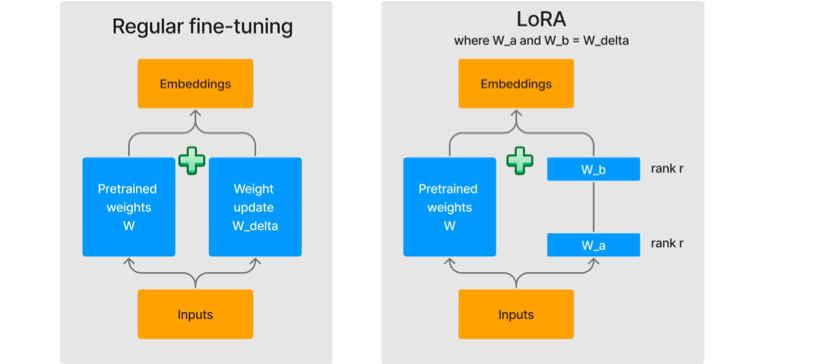 Regular fine-tuning
Embeddings
Pretrained
weights
W
Weight
update
W_delta
Inputs
LoRA
where W_a and W_b = W_delta
Embeddings
Pretrained
weights
W
W_b
rank r
W_a
rank r
Inputs